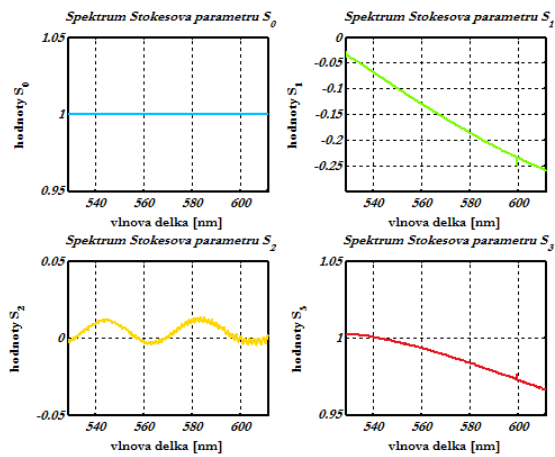 Spektrum Stokesova parametru S0
1.05
1
0.95
hodnoty S0
540 560 580 600
vlnova delka [nm]
Spektrum Stokesova parametru S1
0
-0.05
-0.1
-0.15
-0.2
-0.25
hodnoty S1
540 560 580 600
vlnova delka [nm]
Spektrum Stokesova parametru S2
0.05
0
-0.05
hodnoty S2
540 560 580 600
vlnova delka [nm]
Spektrum Stokesova parametru S3
1.05
1
0.95
hodnoty S3
540 560 580 600
vlnova delka [nm]